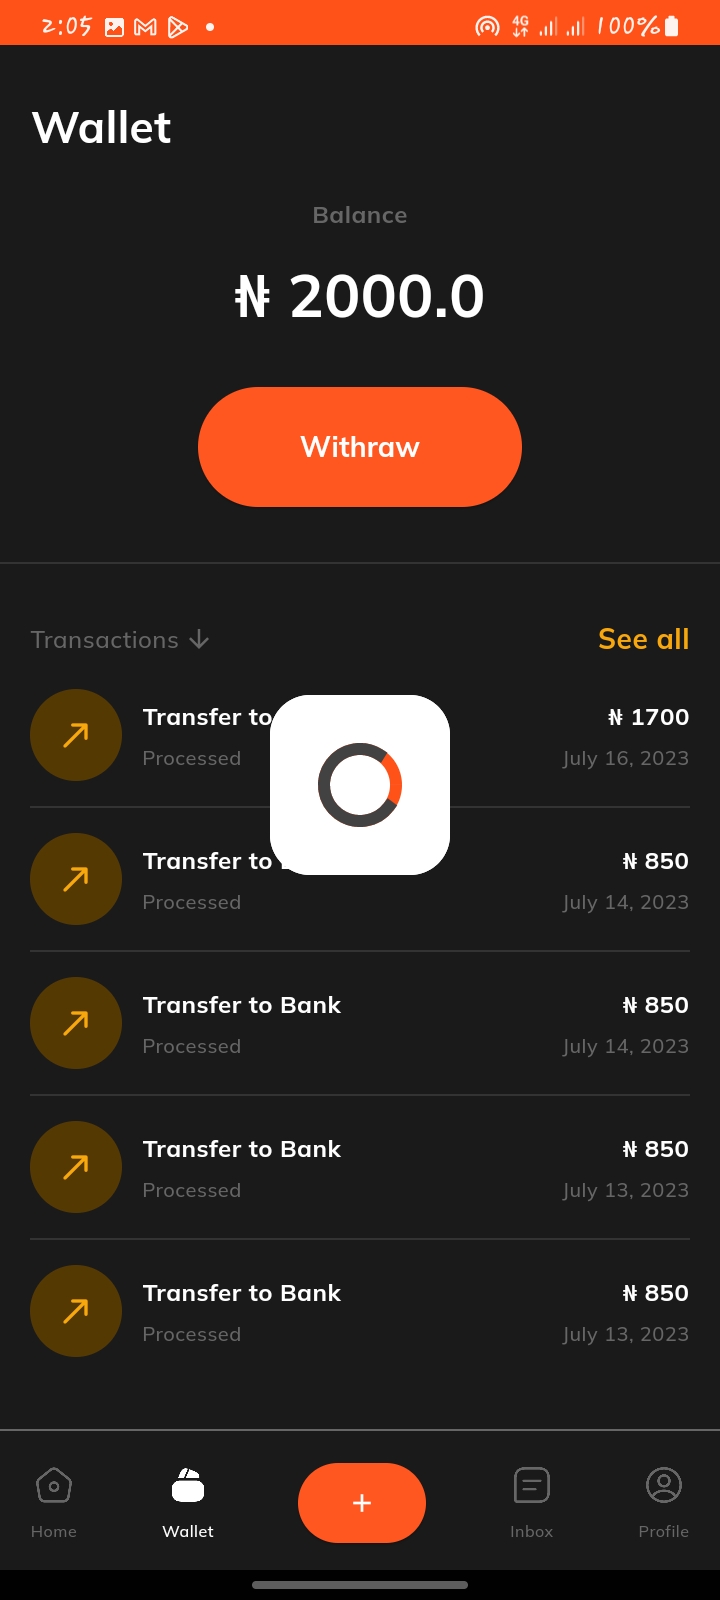 2:05
4G
100%
Wallet
Balance
₦ 2000.0
Withraw
Transactions
See all
Transfer to
₦ 1700
Processed
July 16, 2023
Transfer to
₦ 850
Processed
July 14, 2023
Transfer to Bank
₦ 850
Processed
July 14, 2023
Transfer to Bank
₦ 850
Processed
July 13, 2023
Transfer to Bank
₦ 850
Processed
July 13, 2023
+
Home
Wallet
Inbox
Profile